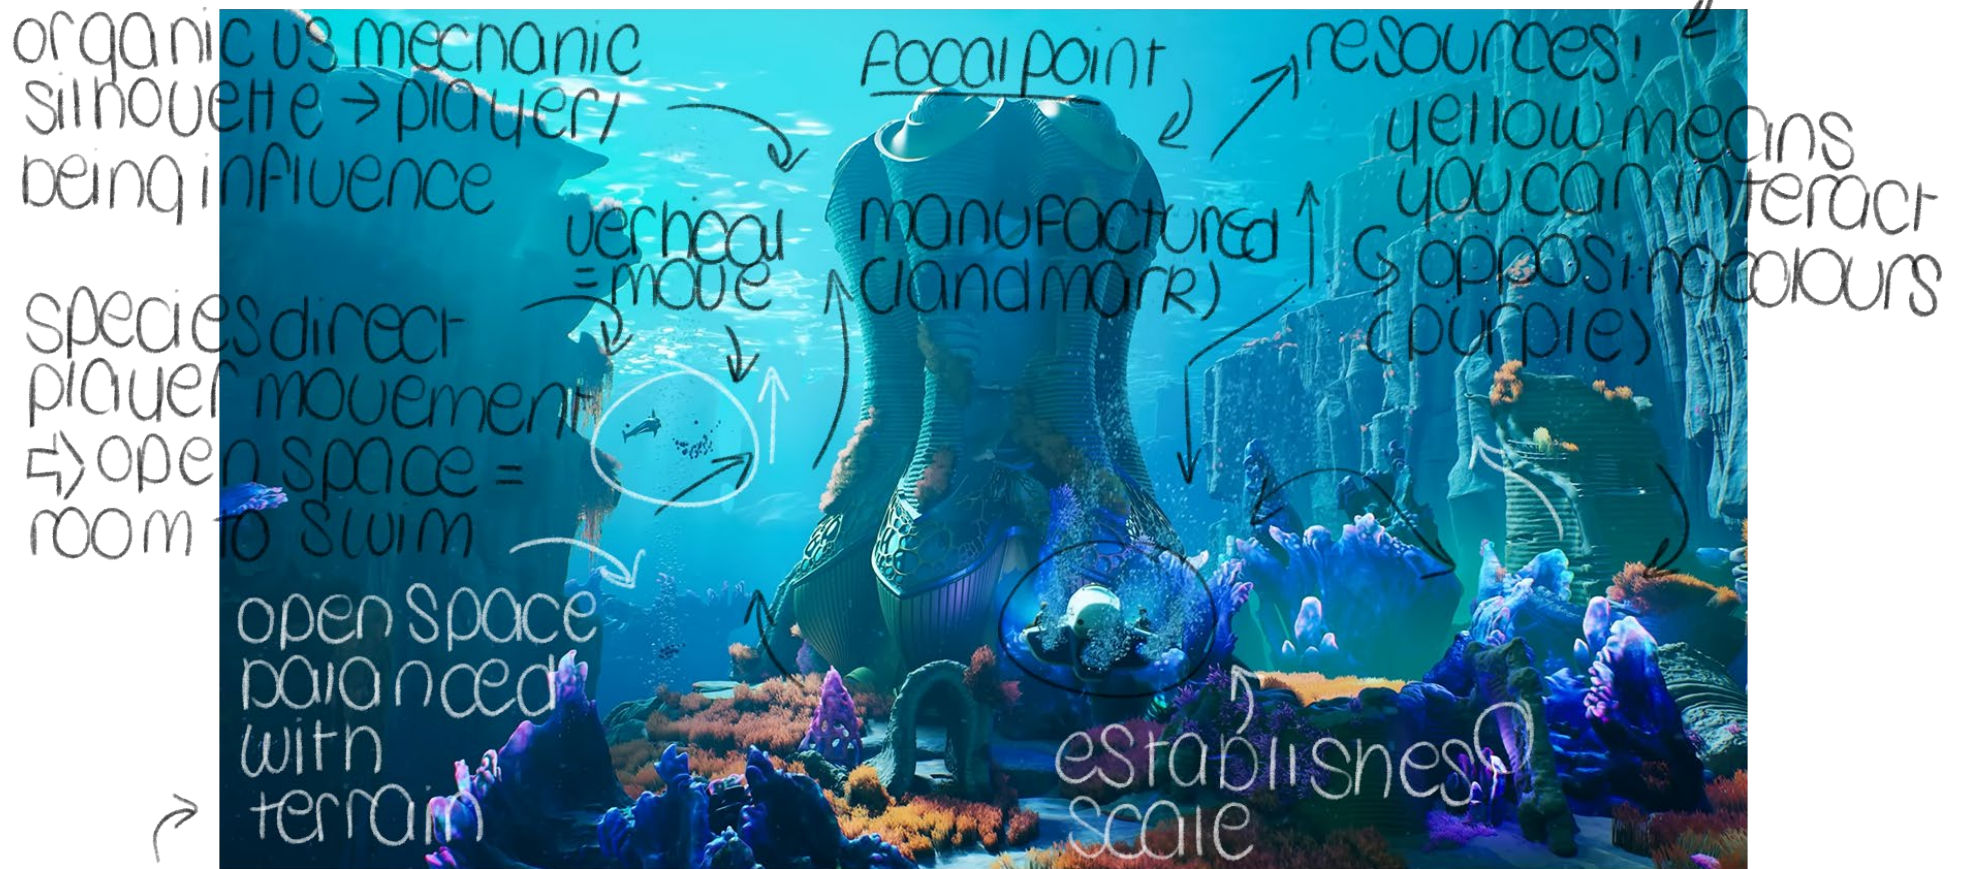 organic vs mechanic
silhouette → player/
being influence
species direct
player movement
⇨ open space =
room to swim
open space
balanced
with
terrain
vertical
= move
focal point
manufactured
(landmark)
resources!
yellow means
you can interact
↳ opposing colours
(purple)
establishes
scale